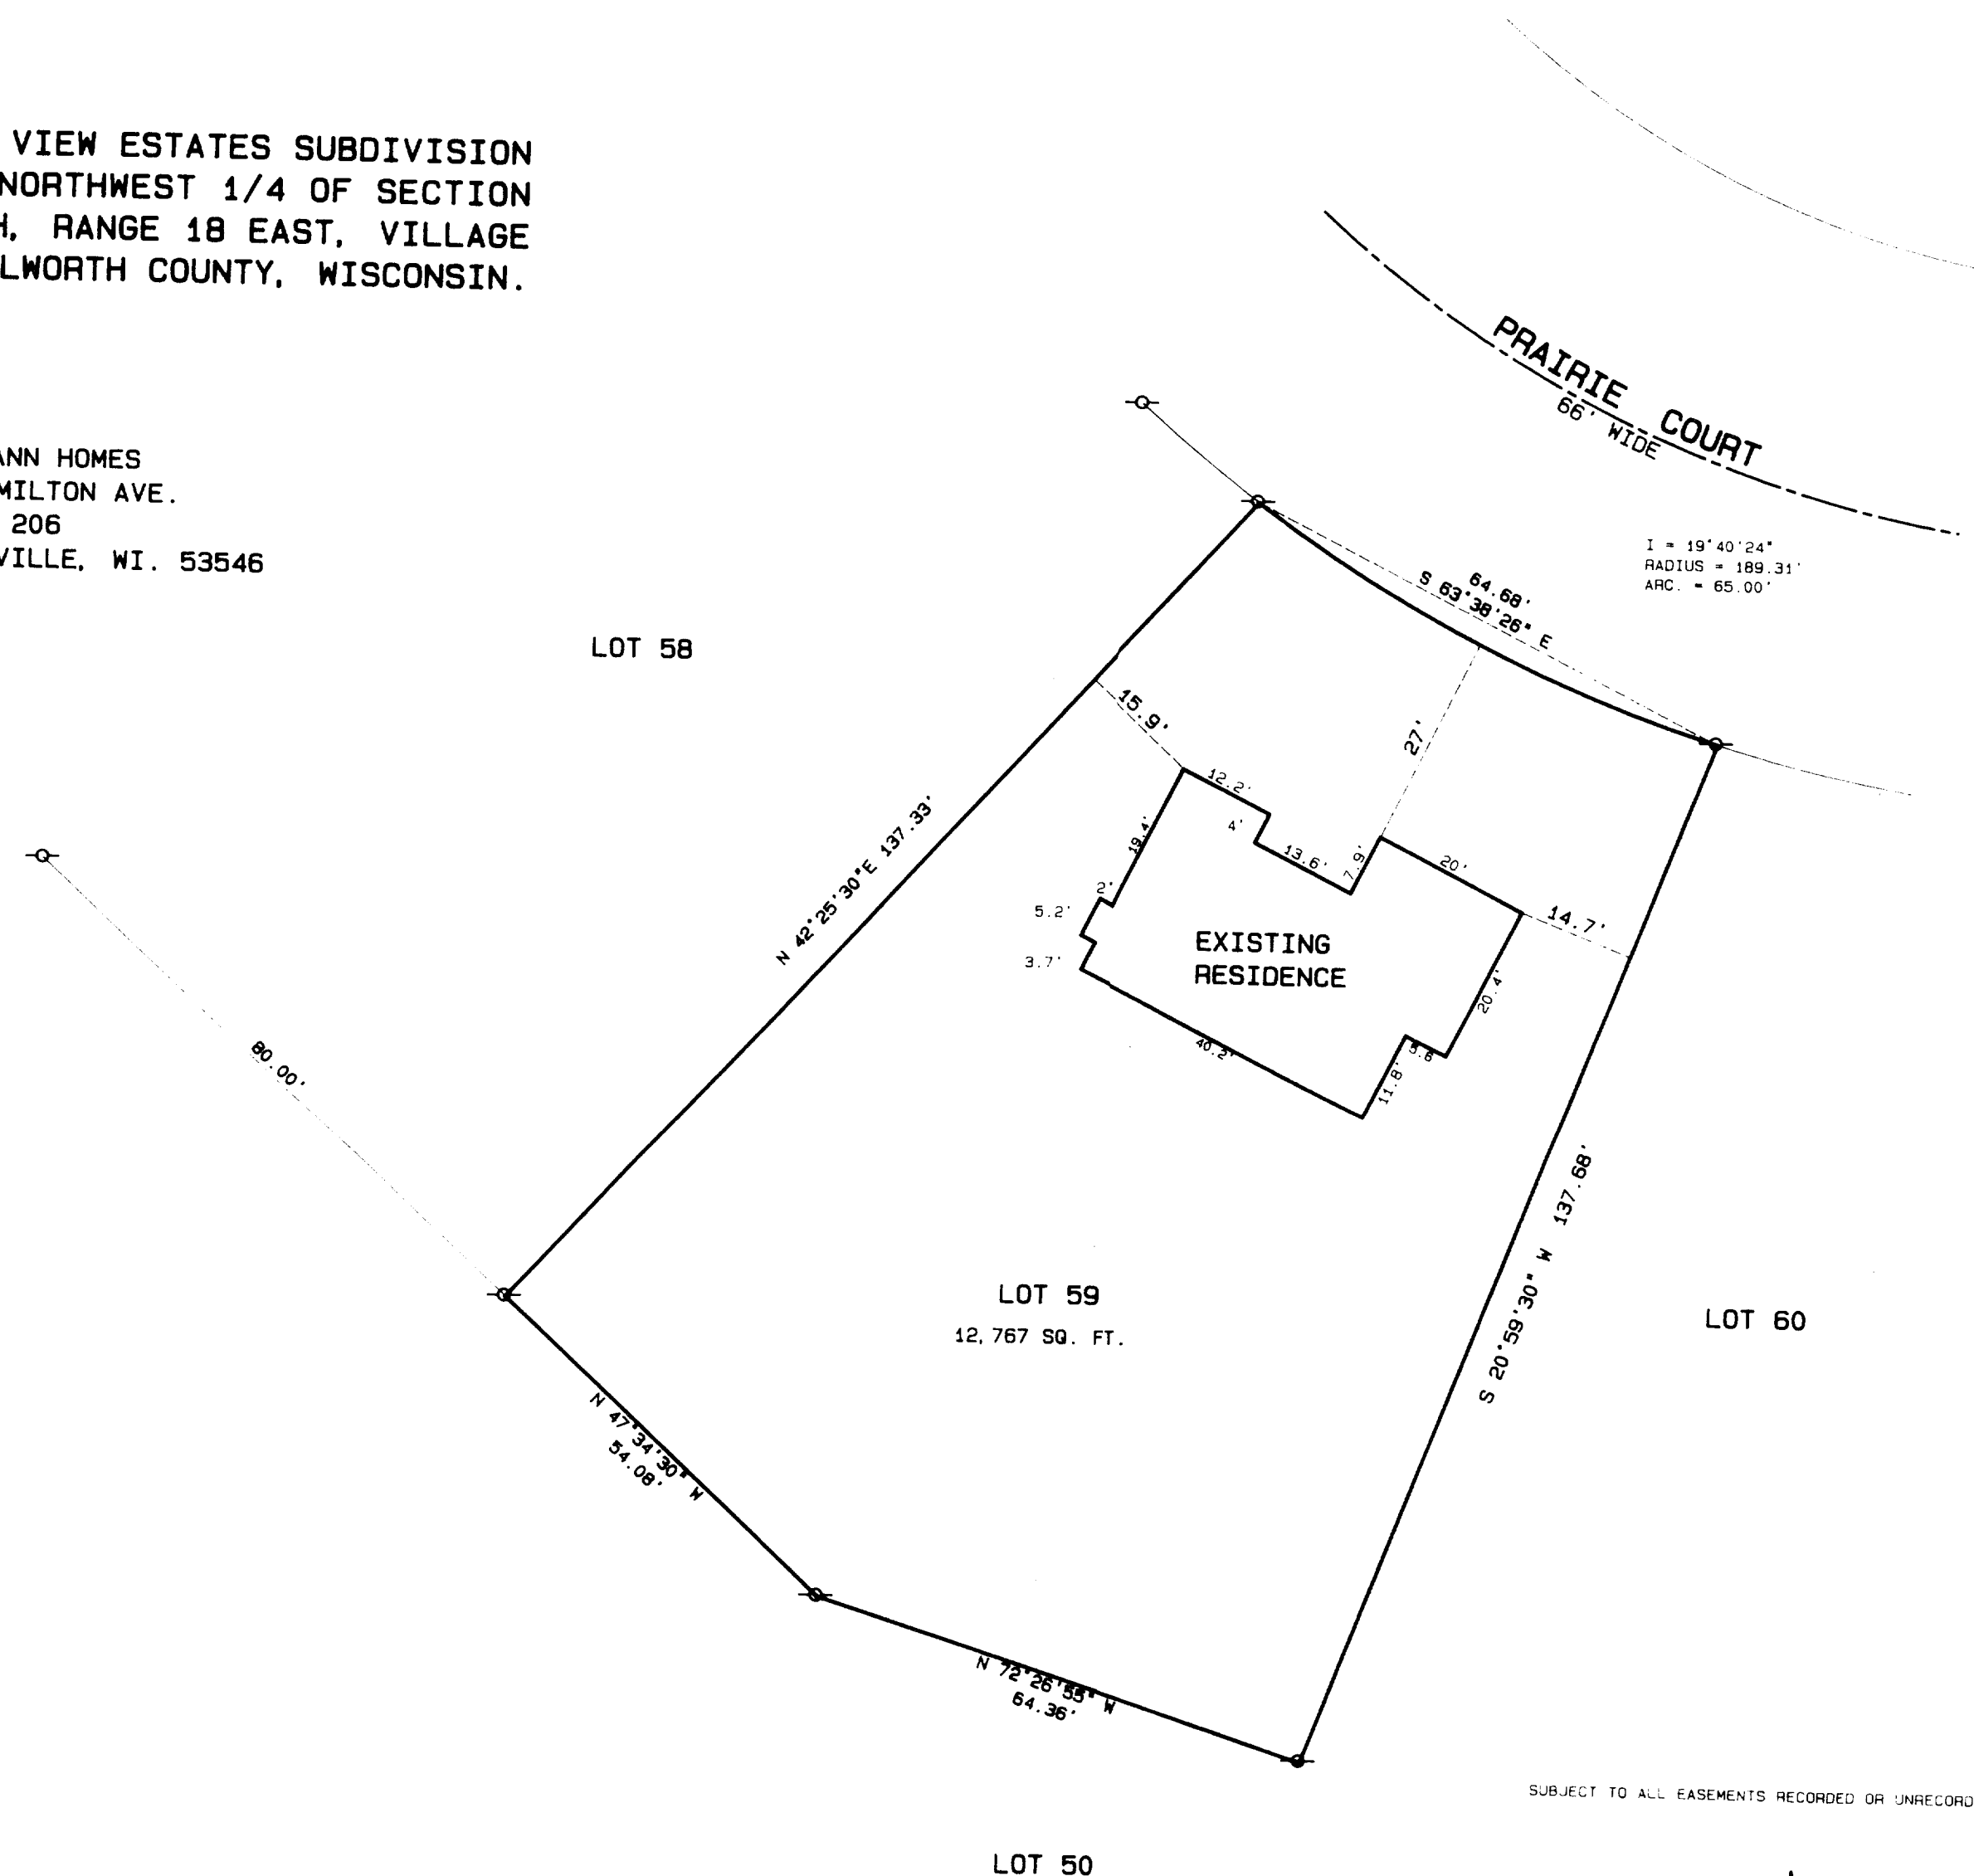 VIEW ESTATES SUBDIVISION
NORTHWEST 1/4 OF SECTION
H, RANGE 18 EAST, VILLAGE
LWORTH COUNTY, WISCONSIN.
ANN HOMES
MILTON AVE.
206
VILLE, WI. 53546
PRAIRIE COURT
66' WIDE
I = 19°40'24"
RADIUS = 189.31'
ARC. = 65.00'
64.68'
S 63°38'26" E
LOT 58
15.9'
27'
12.2'
4'
13.6'
7.9'
20'
19.4'
2'
5.2'
3.7'
14.7'
EXISTING
RESIDENCE
20.4'
40.2'
5.6'
11.8'
N 42°25'30"E 137.33'
80.00'
S 20°59'30" W 137.68'
LOT 59
12,767 SQ. FT.
LOT 60
N 47°34'30" W
54.08'
N 72°26'55" W
64.36'
SUBJECT TO ALL EASEMENTS RECORDED OR UNRECORD
LOT 50